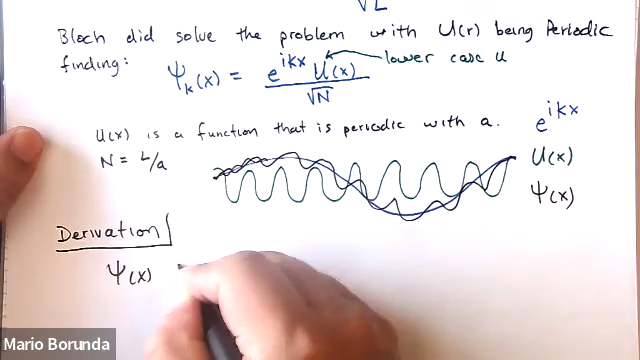 √L
Bloch did solve the problem with U(r) being Periodic
finding: ψk(x) = e^ikx U(x) / √N ← lower case u
U(x) is a function that is periodic with a. e^ikx
N = L/a U(x)
ψ(x)
Derivation
ψ(x)
Mario Borunda